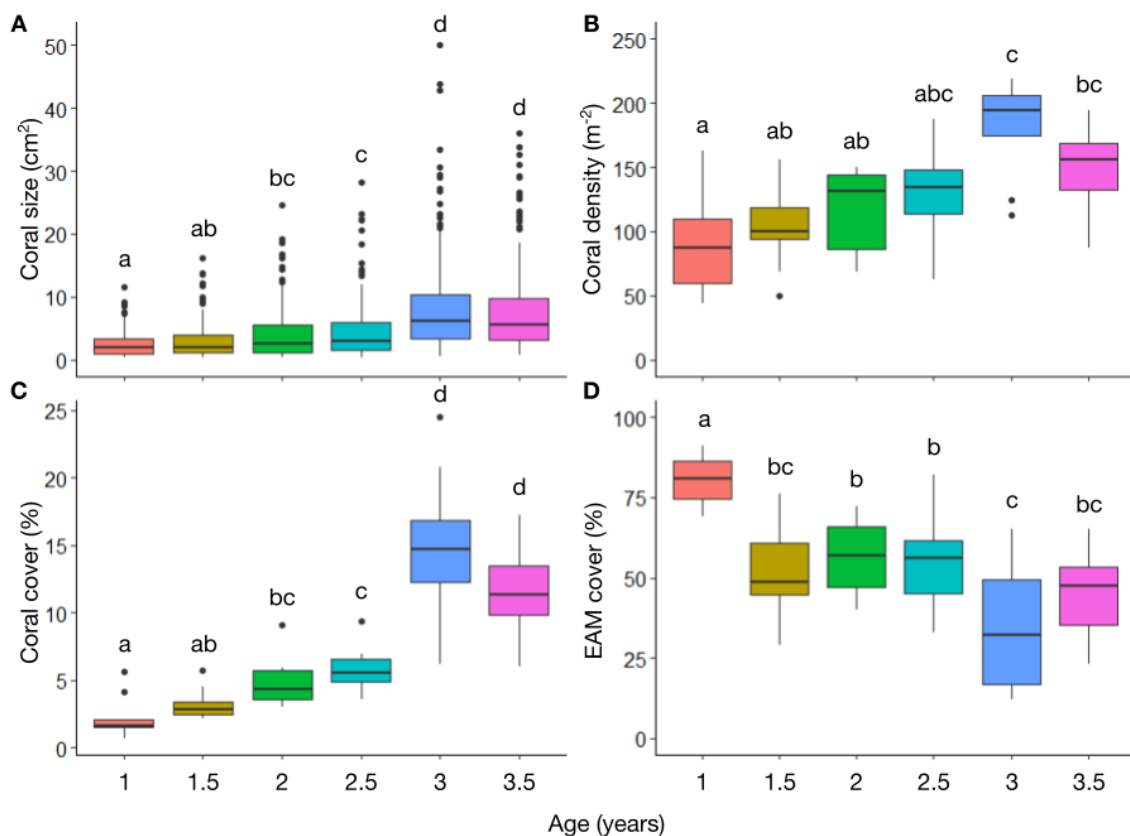 A
Coral size (cm²)
50
40
30
20
10
0
a
ab
bc
c
d
d
B
Coral density (m⁻²)
250
200
150
100
50
0
a
ab
ab
abc
c
bc
C
Coral cover (%)
25
20
15
10
5
0
a
ab
bc
c
d
d
1 1.5 2 2.5 3 3.5
D
EAM cover (%)
100
75
50
25
0
a
bc
b
b
c
bc
1 1.5 2 2.5 3 3.5
Age (years)